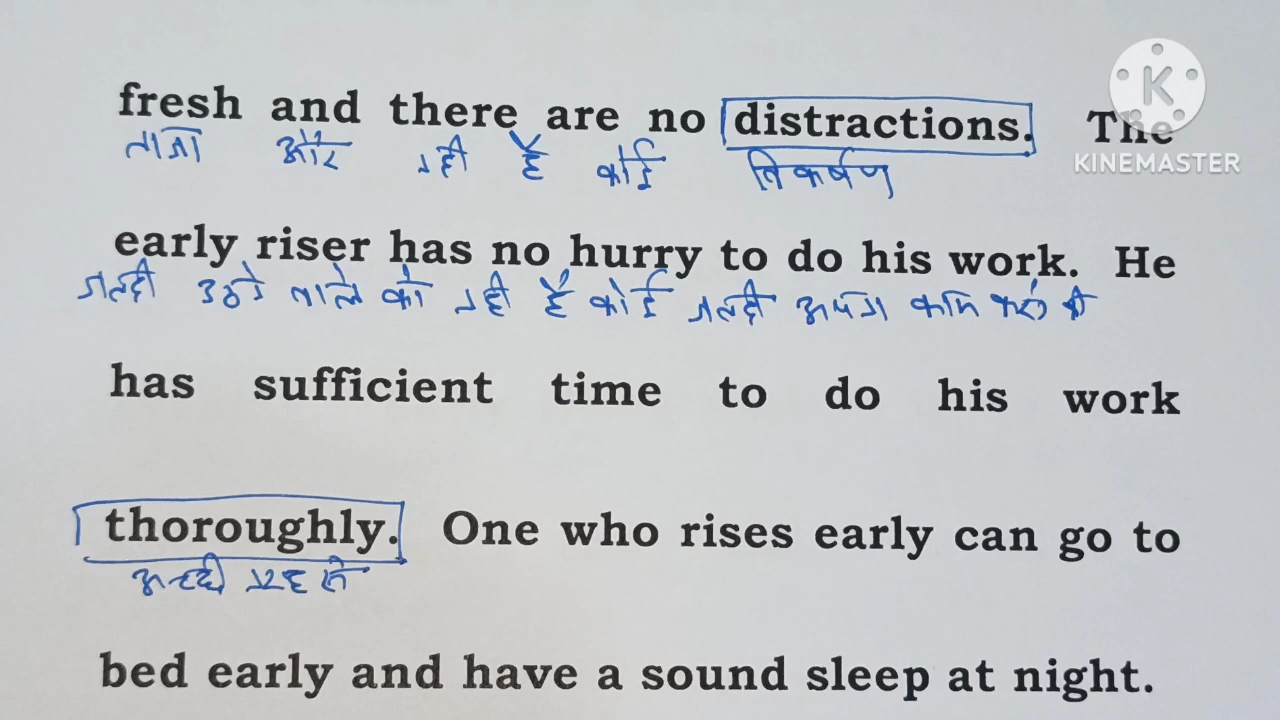 fresh and there are no distractions. The
ताजा और नही है कोई विकर्षण
KINEMASTER
early riser has no hurry to do his work. He
जल्दी उठने वाले को नही है कोई जल्दी अपना काम करने की
has sufficient time to do his work
thoroughly. One who rises early can go to
अच्छी तरह से
bed early and have a sound sleep at night.